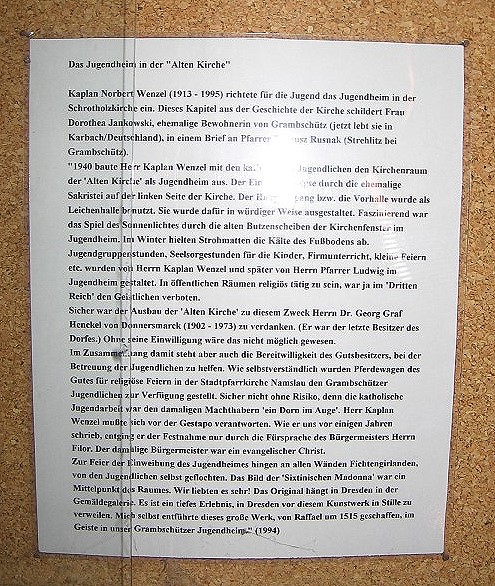 Das Jugendheim in der "Alten Kirche"
Kaplan Norbert Wenzel (1913 - 1995) richtete für die Jugend das Jugendheim in der
Schrotholzkirche ein. Dieses Kapitel aus der Geschichte der Kirche schildert Frau
Dorothea Jankowski, ehemalige Bewohnerin von Grambschütz (jetzt lebt sie in
Karbach/Deutschland), in einem Brief an Pfarrer Rusnak (Strehlitz bei
Grambschütz).
"1940 baute Herr Kaplan Wenzel mit den Jugendlichen den Kirchenraum
der 'Alten Kirche' als Jugendheim aus. Der durch die ehemalige
Sakristei auf der linken Seite der Kirche. Der bzw. die Vorhalle wurde als
Leichenhalle benutzt. Sie wurde dafür in würdiger Weise ausgestaltet. Faszinierend war
das Spiel des Sonnenlichtes durch die alten Butzenscheiben der Kirchenfenster im
Jugendheim. Im Winter hielten Strohmatten die Kälte des Fußbodens ab.
Jugendgruppenstunden, Seelsorgestunden für die Kinder, Firmunterricht, kleine Feiern
etc. wurden von Herrn Kaplan Wenzel und später von Herrn Pfarrer Ludwig im
Jugendheim gestaltet. In öffentlichen Räumen religiös tätig zu sein, war ja im 'Dritten
Reich' den Geistlichen verboten.
Sicher war der Ausbau der 'Alten Kirche' zu diesem Zweck Herrn Dr. Georg Graf
Henckel von Donnersmarck (1902 - 1973) zu verdanken. (Er war der letzte Besitzer des
Dorfes.) Ohne seine Einwilligung wäre das nicht möglich gewesen.
Im Zusammenhang damit steht aber auch die Bereitwilligkeit des Gutsbesitzers, bei der
Betreuung der Jugendlichen zu helfen. Wie selbstverständlich wurden Pferdewagen des
Gutes für religiöse Feiern in der Stadtpfarrkirche Namslau den Grambschützer
Jugendlichen zur Verfügung gestellt. Sicher nicht ohne Risiko, denn die katholische
Jugendarbeit war den damaligen Machthabern 'ein Dorn im Auge'. Herr Kaplan
Wenzel mußte sich vor der Gestapo verantworten. Wie er uns vor einigen Jahren
schrieb, entging er der Festnahme nur durch die Fürsprache des Bürgermeisters Herrn
Filor. Der damalige Bürgermeister war ein evangelischer Christ.
Zur Feier der Einweihung des Jugendheimes hingen an allen Wänden Fichtengirlanden,
von den Jugendlichen selbst geflochten. Das Bild der 'Sixtinischen Madonna' war ein
Mittelpunkt des Raumes. Wir liebten es sehr! Das Original hängt in Dresden in der
Gemäldegalerie. Es ist ein tiefes Erlebnis, in Dresden vor diesem Kunstwerk in Stille zu
verweilen. Mich selbst entführte dieses große Werk, von Raffael um 1515 geschaffen, im
Geiste in unser Grambschützer Jugendheim." (1994)